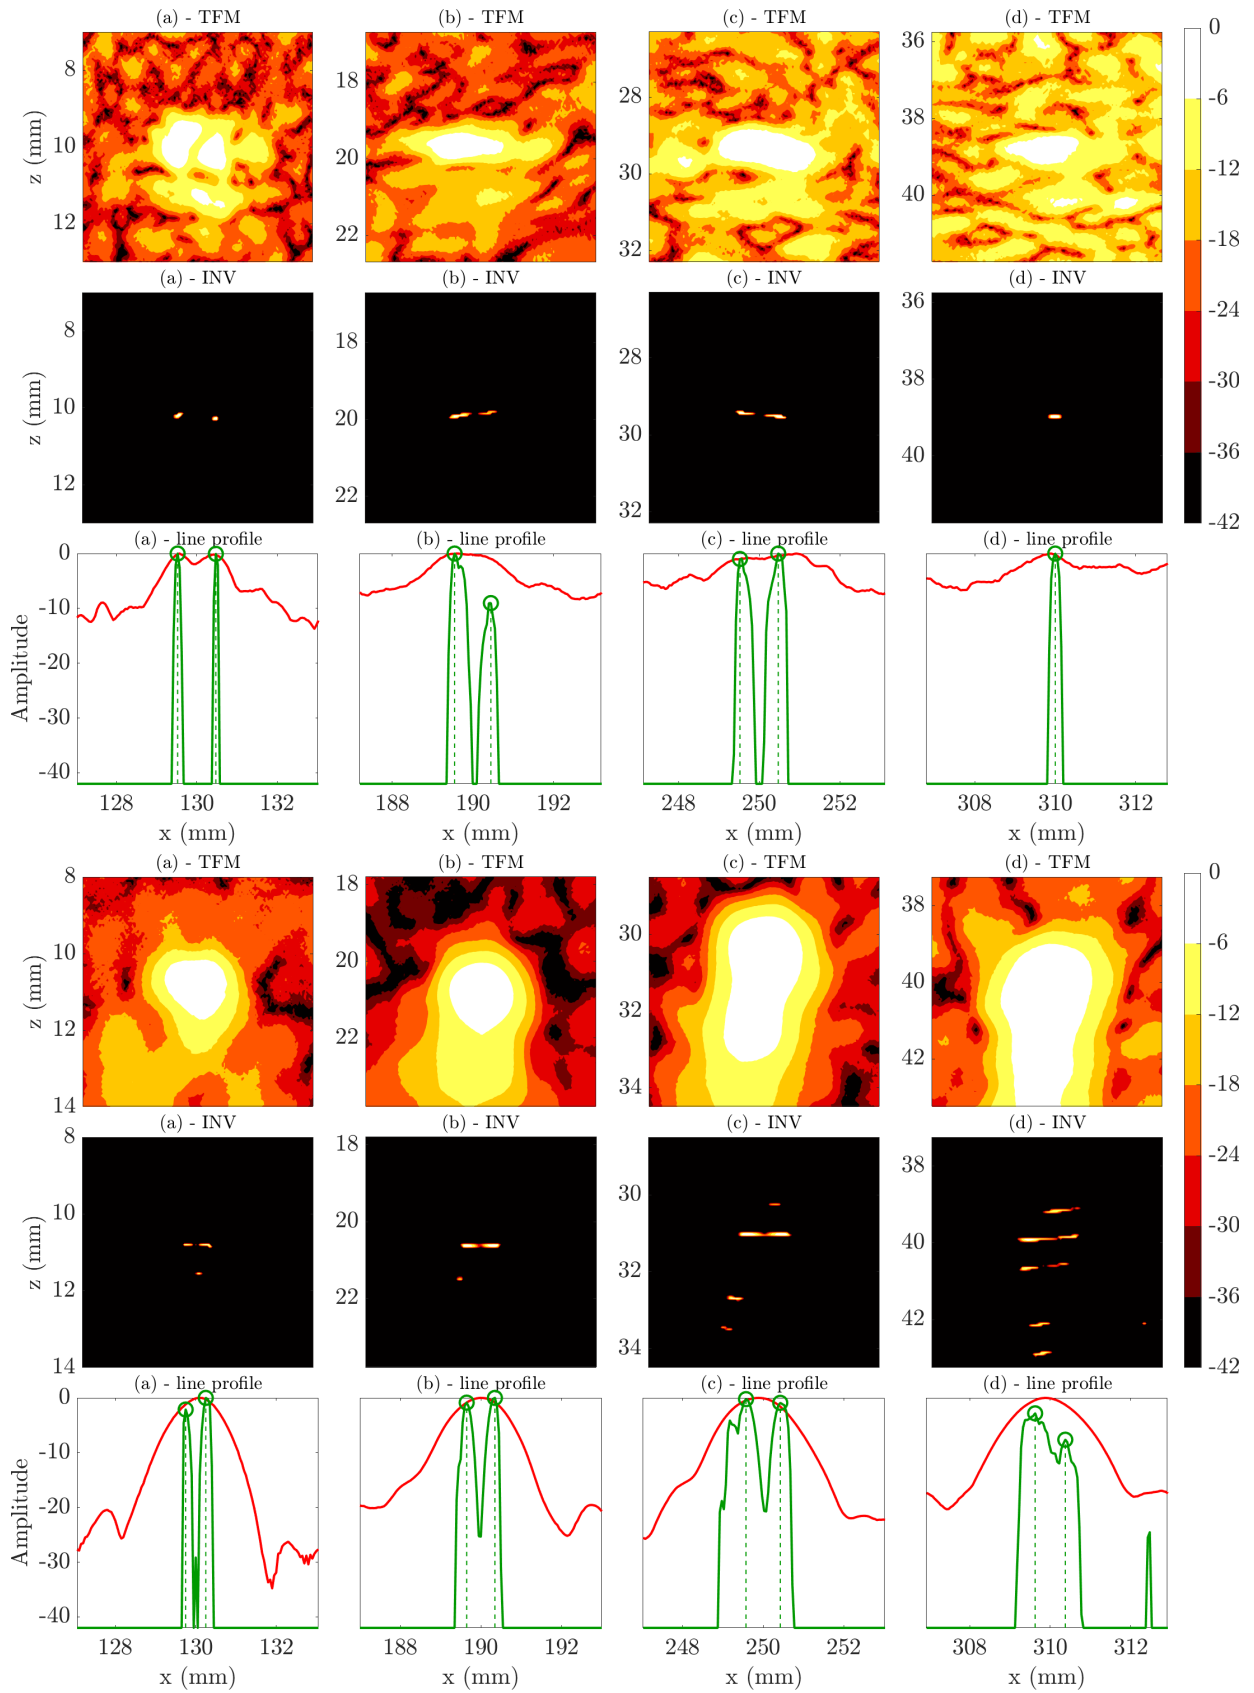 (a) - TFM (b) - TFM (c) - TFM (d) - TFM
8 10 12
z (mm)
18 20 22
28 30 32
36 38 40
0 -6 -12 -18 -24 -30 -36 -42
(a) - INV (b) - INV (c) - INV (d) - INV
8 10 12
z (mm)
18 20 22
28 30 32
36 38 40
(a) - line profile (b) - line profile (c) - line profile (d) - line profile
0 -10 -20 -30 -40
Amplitude
128 130 132 188 190 192 248 250 252 308 310 312
x (mm) x (mm) x (mm) x (mm)
(a) - TFM (b) - TFM (c) - TFM (d) - TFM
8 10 12 14
z (mm)
18 20 22
30 32 34
38 40 42
0 -6 -12 -18 -24 -30 -36 -42
(a) - INV (b) - INV (c) - INV (d) - INV
8 10 12 14
z (mm)
20 22
30 32 34
38 40 42
(a) - line profile (b) - line profile (c) - line profile (d) - line profile
0 -10 -20 -30 -40
Amplitude
128 130 132 188 190 192 248 250 252 308 310 312
x (mm) x (mm) x (mm) x (mm)